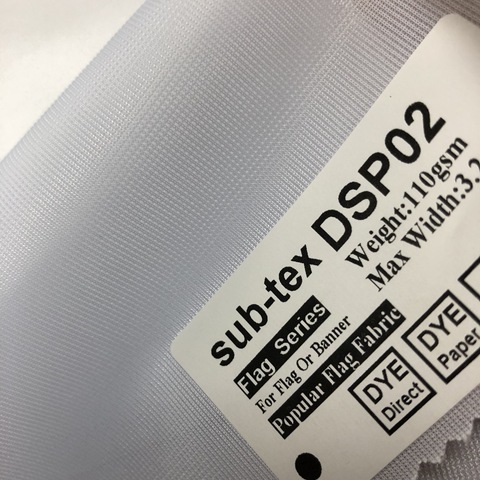 sub-tex DSP02
Weight:110gsm
Max Width:3.2
Flag Series
For Flag Or Banner
Popular Flag Fabric
DYE
Direct
DYE
Paper